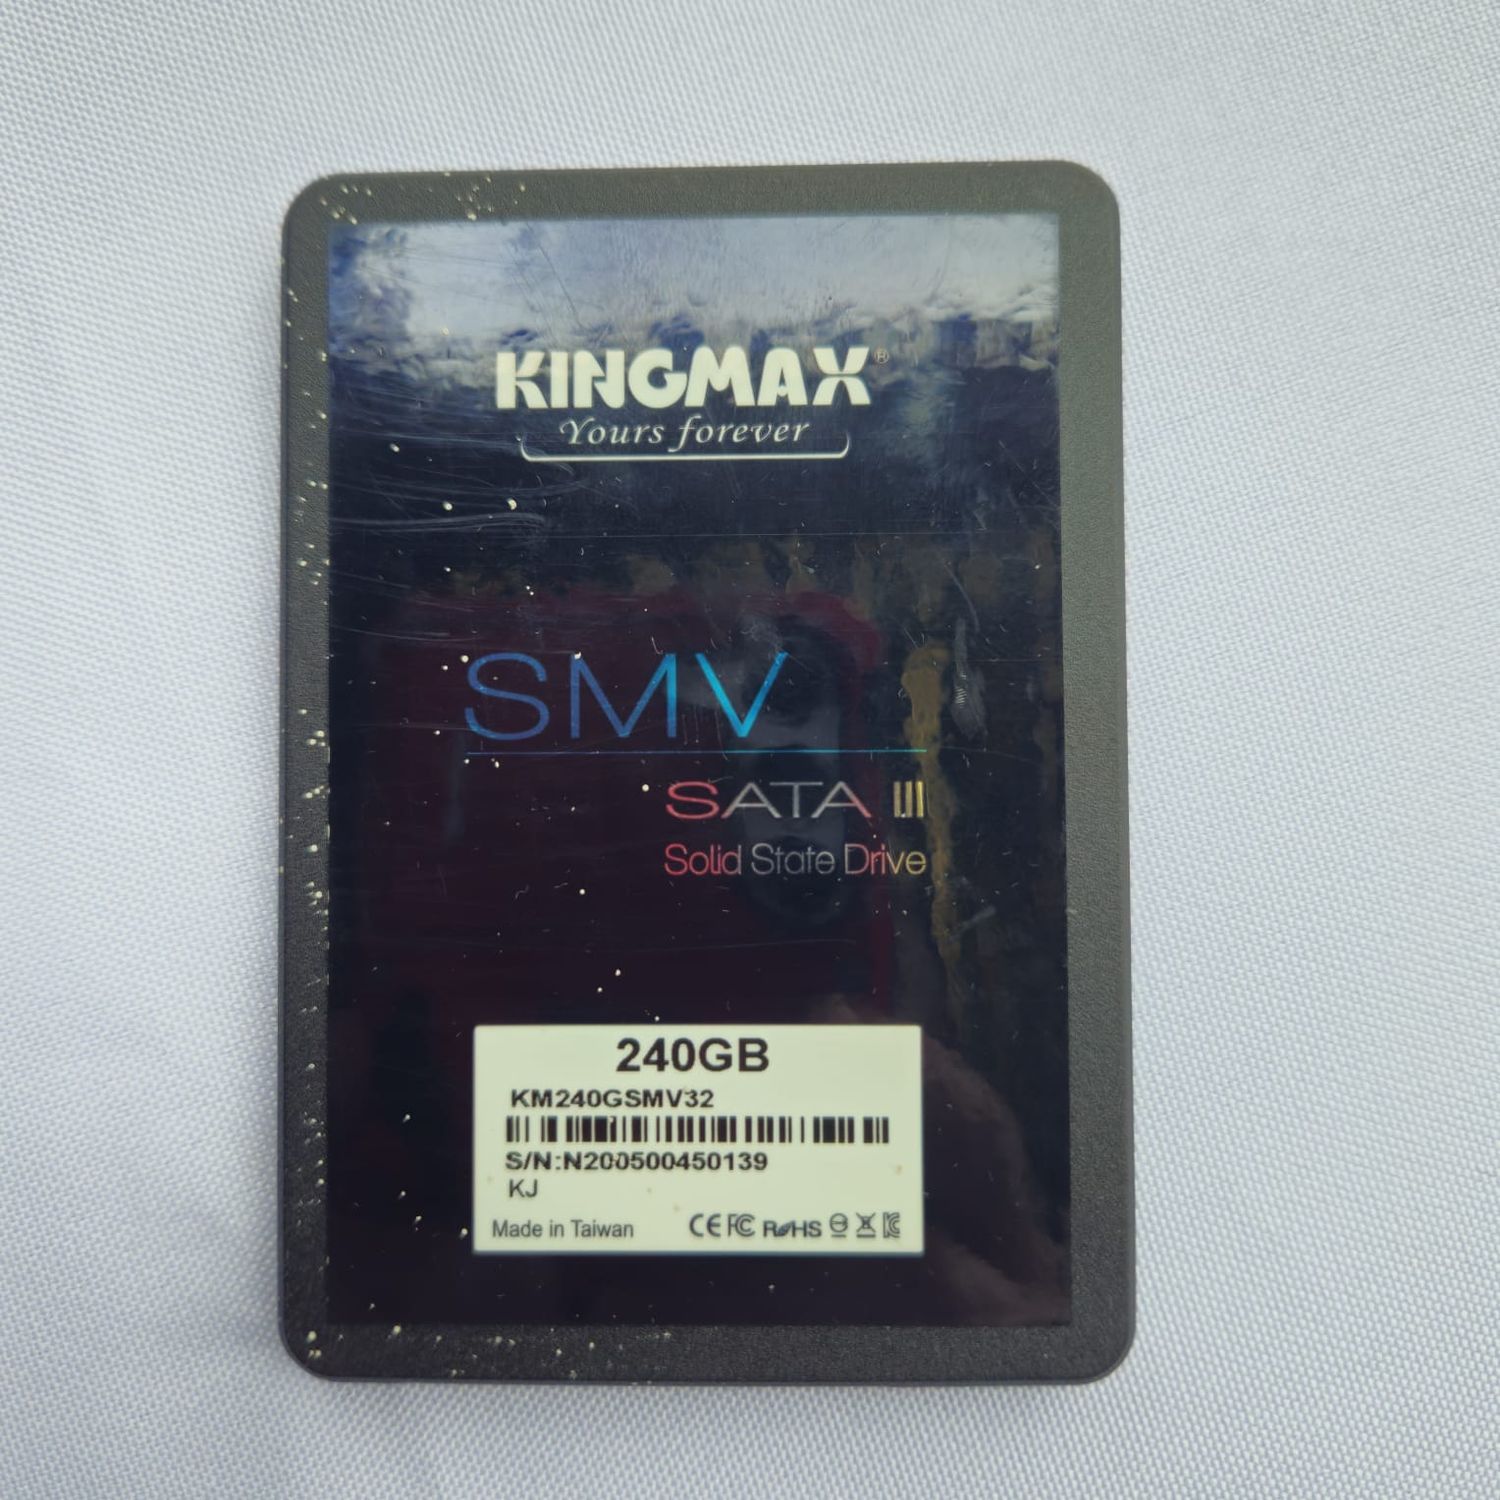 KINGMAX®
Yours forever
SMV
SATA III
Solid State Drive
240GB
KM240GSMV32
S/N:N200500450139
KJ
Made in Taiwan CE FC RoHS